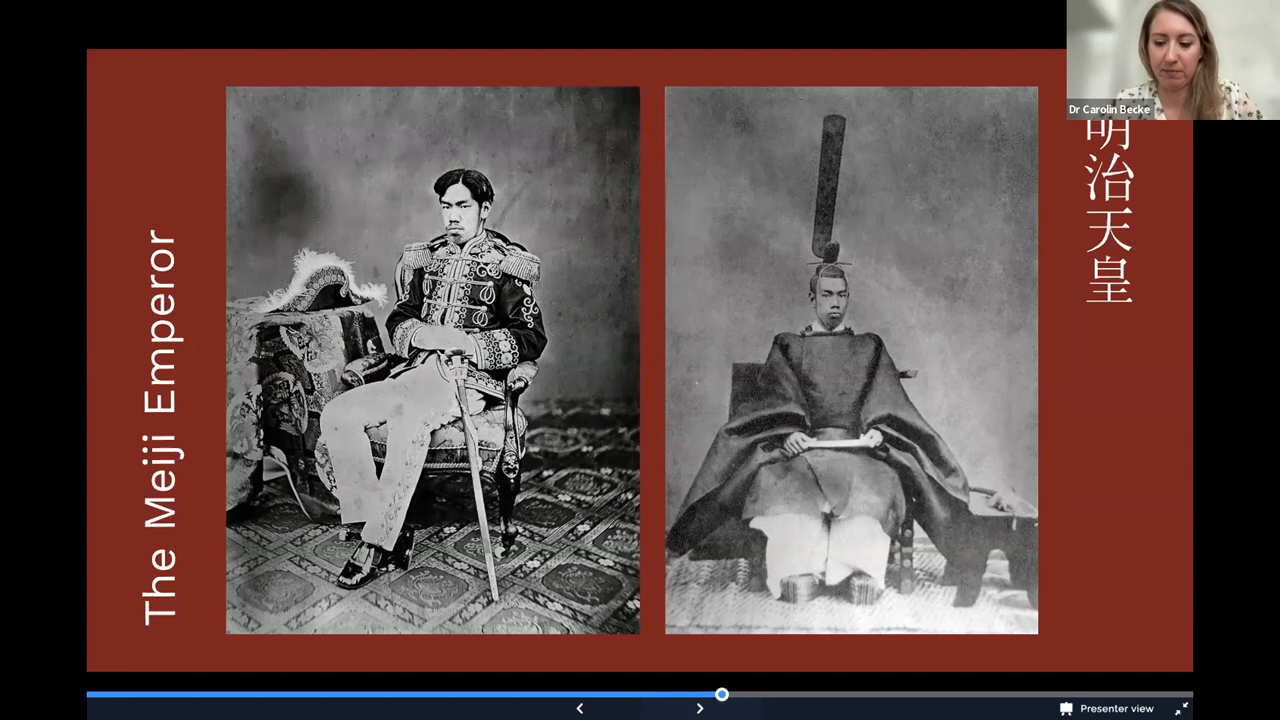 Dr Carolin Becke
明治天皇
The Meiji Emperor
Presenter view